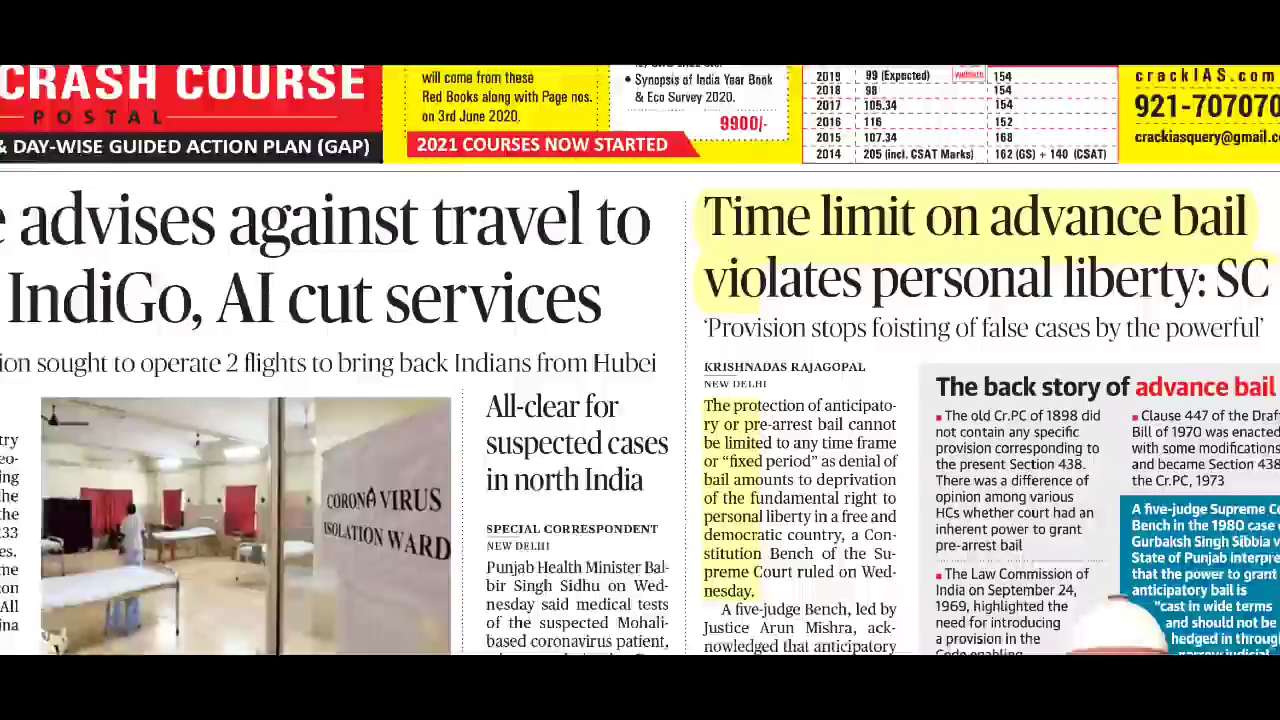 CRASH COURSE
POSTAL
& DAY-WISE GUIDED ACTION PLAN (GAP)
will come from these
Red Books along with Page nos.
on 3rd June 2020.
2021 COURSES NOW STARTED
• Synopsis of India Year Book
& Eco Survey 2020.
9900/-
2019 99 (Expected) 154
2018 98 154
2017 105.34 154
2016 116 152
2015 107.34 168
2014 205 (incl. CSAT Marks) 162 (GS) + 140 (CSAT)
crackIAS.com
921-707070
crackiasquery@gmail.c
e advises against travel to
IndiGo, AI cut services
ion sought to operate 2 flights to bring back Indians from Hubei
try
eo-
ing
the
the
233
es.
me
on
All
ina
CORONA VIRUS
ISOLATION WARD
All-clear for
suspected cases
in north India
SPECIAL CORRESPONDENT
NEW DELHI
Punjab Health Minister Bal-
bir Singh Sidhu on Wed-
nesday said medical tests
of the suspected Mohali-
based coronavirus patient,
Time limit on advance bail
violates personal liberty: SC
‘Provision stops foisting of false cases by the powerful’
KRISHNADAS RAJAGOPAL
NEW DELHI
The protection of anticipato-
ry or pre-arrest bail cannot
be limited to any time frame
or “fixed period” as denial of
bail amounts to deprivation
of the fundamental right to
personal liberty in a free and
democratic country, a Con-
stitution Bench of the Su-
preme Court ruled on Wed-
nesday.
A five-judge Bench, led by
Justice Arun Mishra, ack-
nowledged that anticipatory
The back story of advance bail
▪ The old Cr.PC of 1898 did
not contain any specific
provision corresponding to
the present Section 438.
There was a difference of
opinion among various
HCs whether court had an
inherent power to grant
pre-arrest bail
▪ The Law Commission of
India on September 24,
1969, highlighted the
need for introducing
a provision in the
Code enabling
▪ Clause 447 of the Draf
Bill of 1970 was enacted
with some modifications
and became Section 438
the Cr.PC, 1973
A five-judge Supreme Co
Bench in the 1980 case
Gurbaksh Singh Sibbia v
State of Punjab interpre
that the power to grant
anticipatory bail is
"cast in wide terms
and should not be
hedged in throug
narrow judicial